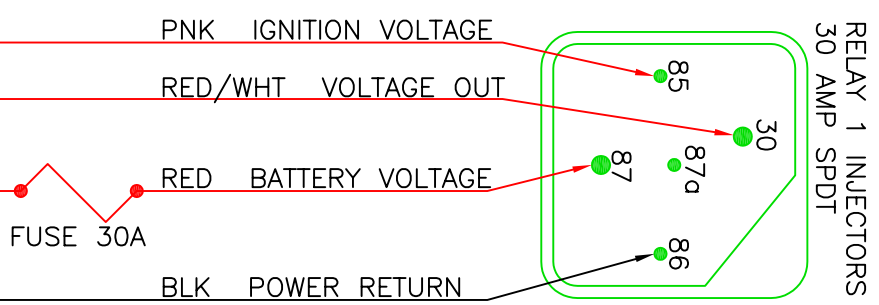 PNK IGNITION VOLTAGE
RED/WHT VOLTAGE OUT
RED BATTERY VOLTAGE
FUSE 30A
BLK POWER RETURN
85
30
87
87a
86
RELAY 1 INJECTORS
30 AMP SPDT